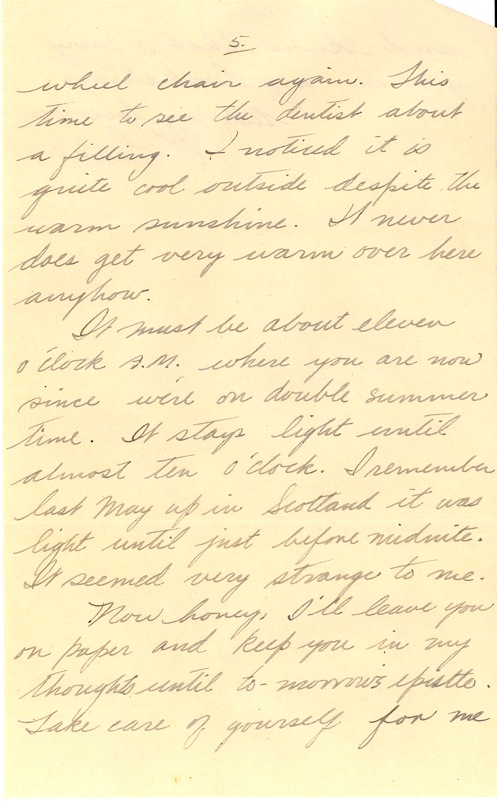 5.
wheel chair again. This
time to see the dentist about
a filling. I noticed it is
quite cool outside despite the
warm sunshine. It never
does get very warm over here
anyhow.
It must be about eleven
o'clock A.M. where you are now
since we're on double summer
time. It stays light until
almost ten o'clock. I remember
last May up in Scotland it was
light until just before midnite.
It seemed very strange to me.
Now honey, I'll leave you
on paper and keep you in my
thoughts until to-morrow's epistle.
Take care of yourself for me